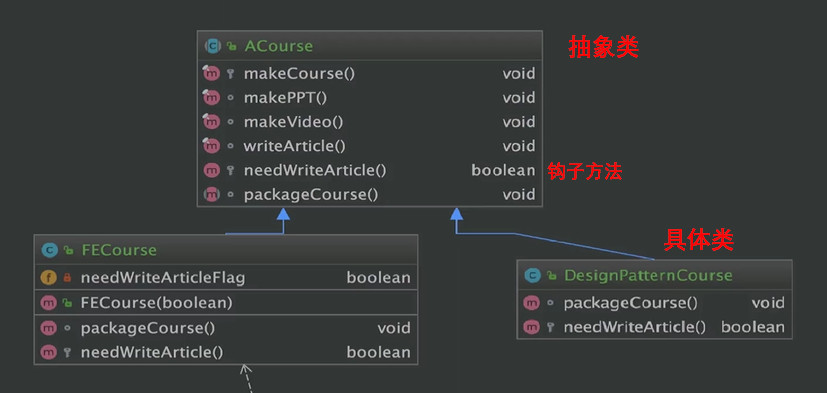 ACourse
抽象类
makeCourse() void
makePPT() void
makeVideo() void
writeArticle() void
needWriteArticle() boolean 钩子方法
packageCourse() void
具体类
FECourse
needWriteArticleFlag boolean
FECourse(boolean)
packageCourse() void
needWriteArticle() boolean
DesignPatternCourse
packageCourse() void
needWriteArticle() boolean